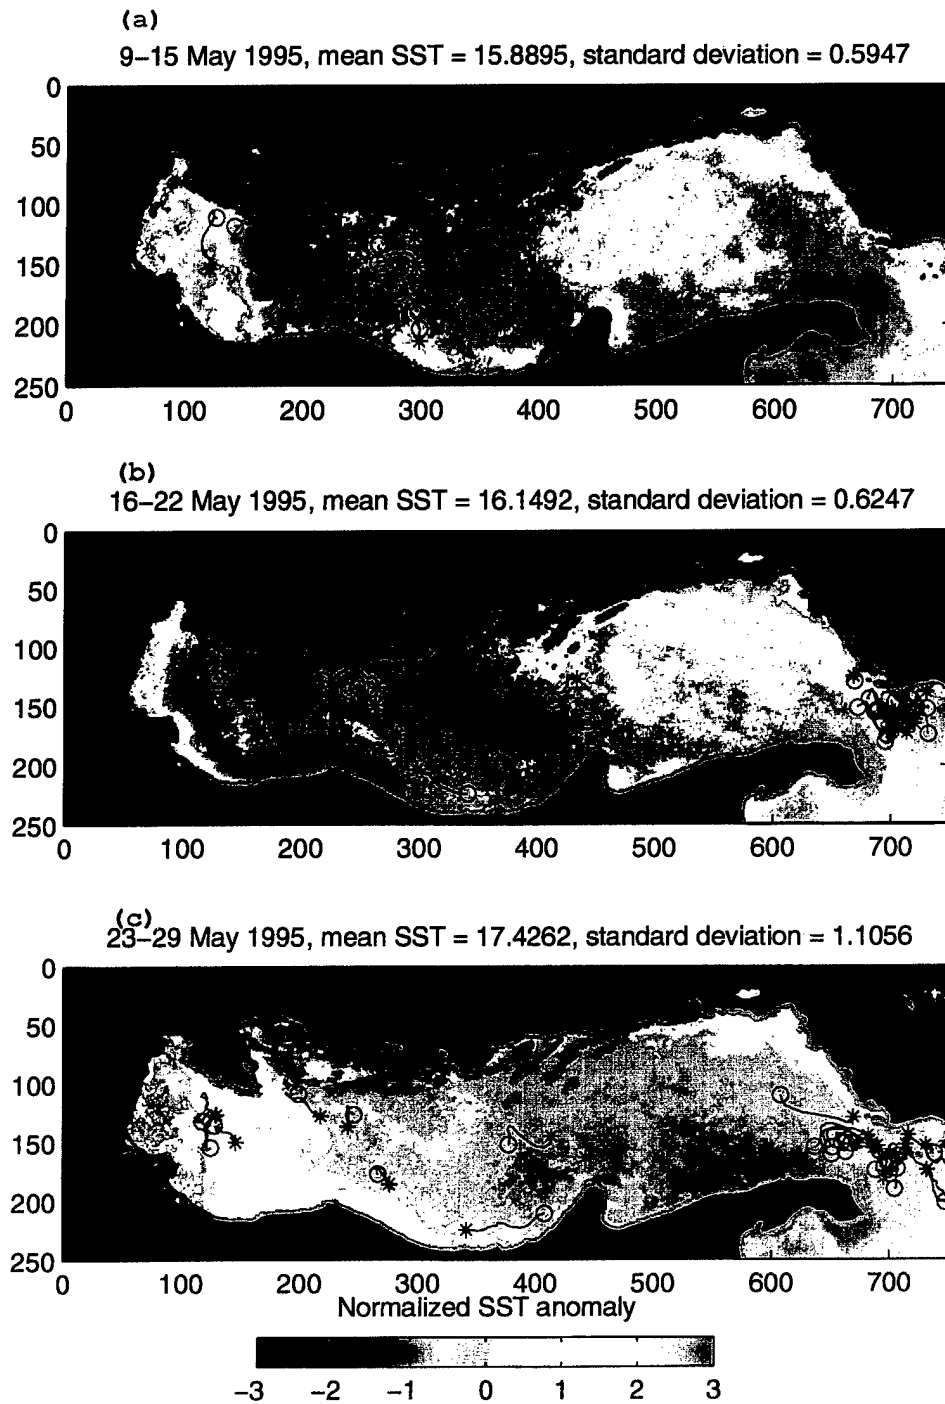 (a)
9–15 May 1995, mean SST = 15.8895, standard deviation = 0.5947
0
50
100
150
200
250
0 100 200 300 400 500 600 700
(b)
16–22 May 1995, mean SST = 16.1492, standard deviation = 0.6247
0
50
100
150
200
250
0 100 200 300 400 500 600 700
(c)
23–29 May 1995, mean SST = 17.4262, standard deviation = 1.1056
0
50
100
150
200
250
0 100 200 300 400 500 600 700
Normalized SST anomaly
−3 −2 −1 0 1 2 3